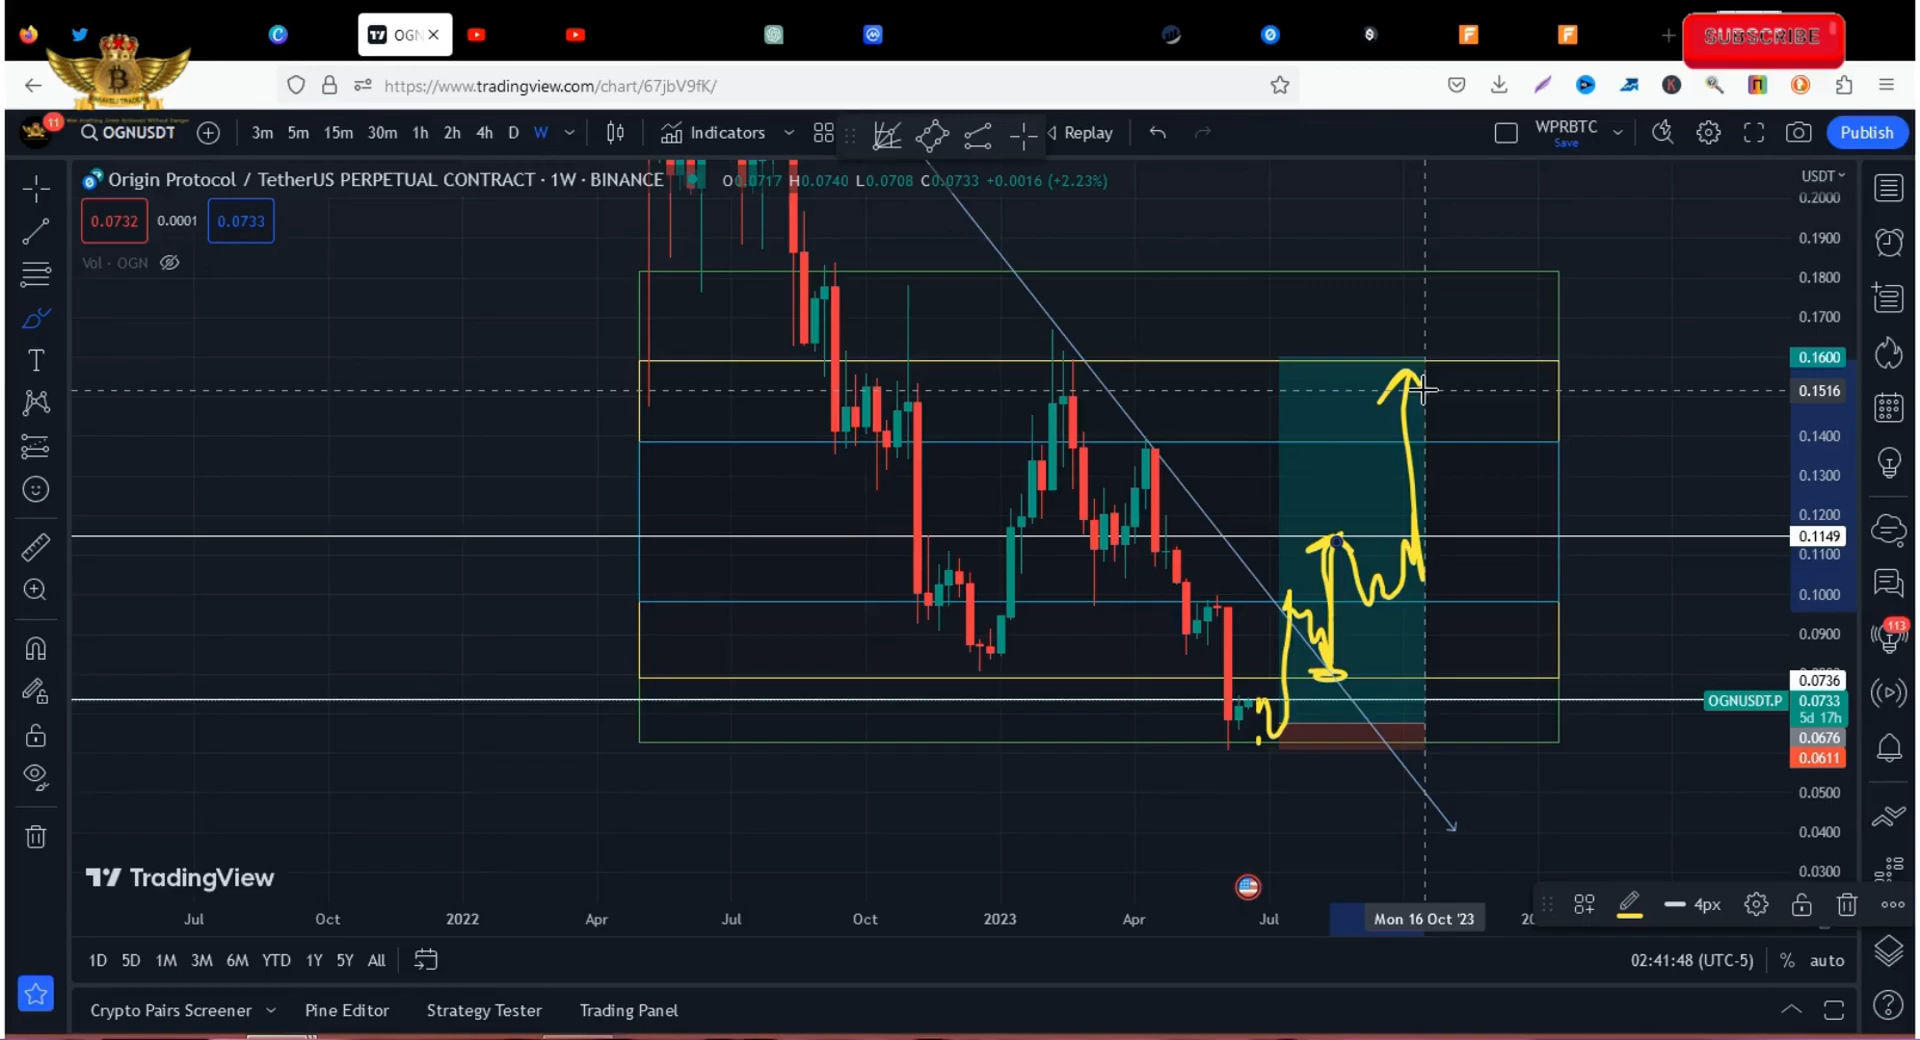 OGN
SUBSCRIBE
https://www.tradingview.com/chart/67jbV9fK/
11
OGNUSDT
3m 5m 15m 30m 1h 2h 4h D W
Indicators
Replay
WPRBTC
Save
Publish
Origin Protocol / TetherUS PERPETUAL CONTRACT · 1W · BINANCE
O0.0717 H0.0740 L0.0708 C0.0733 +0.0016 (+2.23%)
USDT
0.0732 0.0001 0.0733
Vol · OGN
0.2000
0.1900
0.1800
0.1700
0.1600
0.1516
0.1400
0.1300
0.1200
0.1149
0.1100
0.1000
0.0900
0.0736
OGNUSDT.P 0.0733
5d 17h
0.0676
0.0611
0.0500
0.0400
0.0300
113
TradingView
Jul Oct 2022 Apr Jul Oct 2023 Apr Jul Mon 16 Oct '23
4px
1D 5D 1M 3M 6M YTD 1Y 5Y All
02:41:48 (UTC-5) % auto
Crypto Pairs Screener Pine Editor Strategy Tester Trading Panel